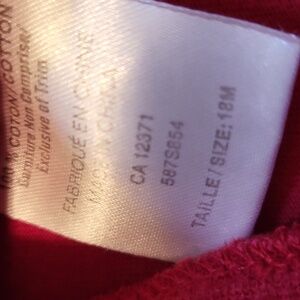 100% COTON / COTTON
Garniture Non Comprise
Exclusive of Trim
FABRIQUÉ EN CHINE
MADE IN CHINA
CA 12371
587S854
TAILLE / SIZE: 18M